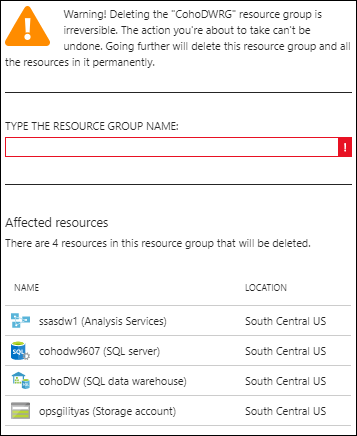 Warning! Deleting the "CohoDWRG" resource group is
irreversible. The action you're about to take can't be
undone. Going further will delete this resource group and all
the resources in it permanently.
TYPE THE RESOURCE GROUP NAME:
!
Affected resources
There are 4 resources in this resource group that will be deleted.
NAME LOCATION
ssasdw1 (Analysis Services) South Central US
SQL cohodw9607 (SQL server) South Central US
cohoDW (SQL data warehouse) South Central US
opsgilityas (Storage account) South Central US